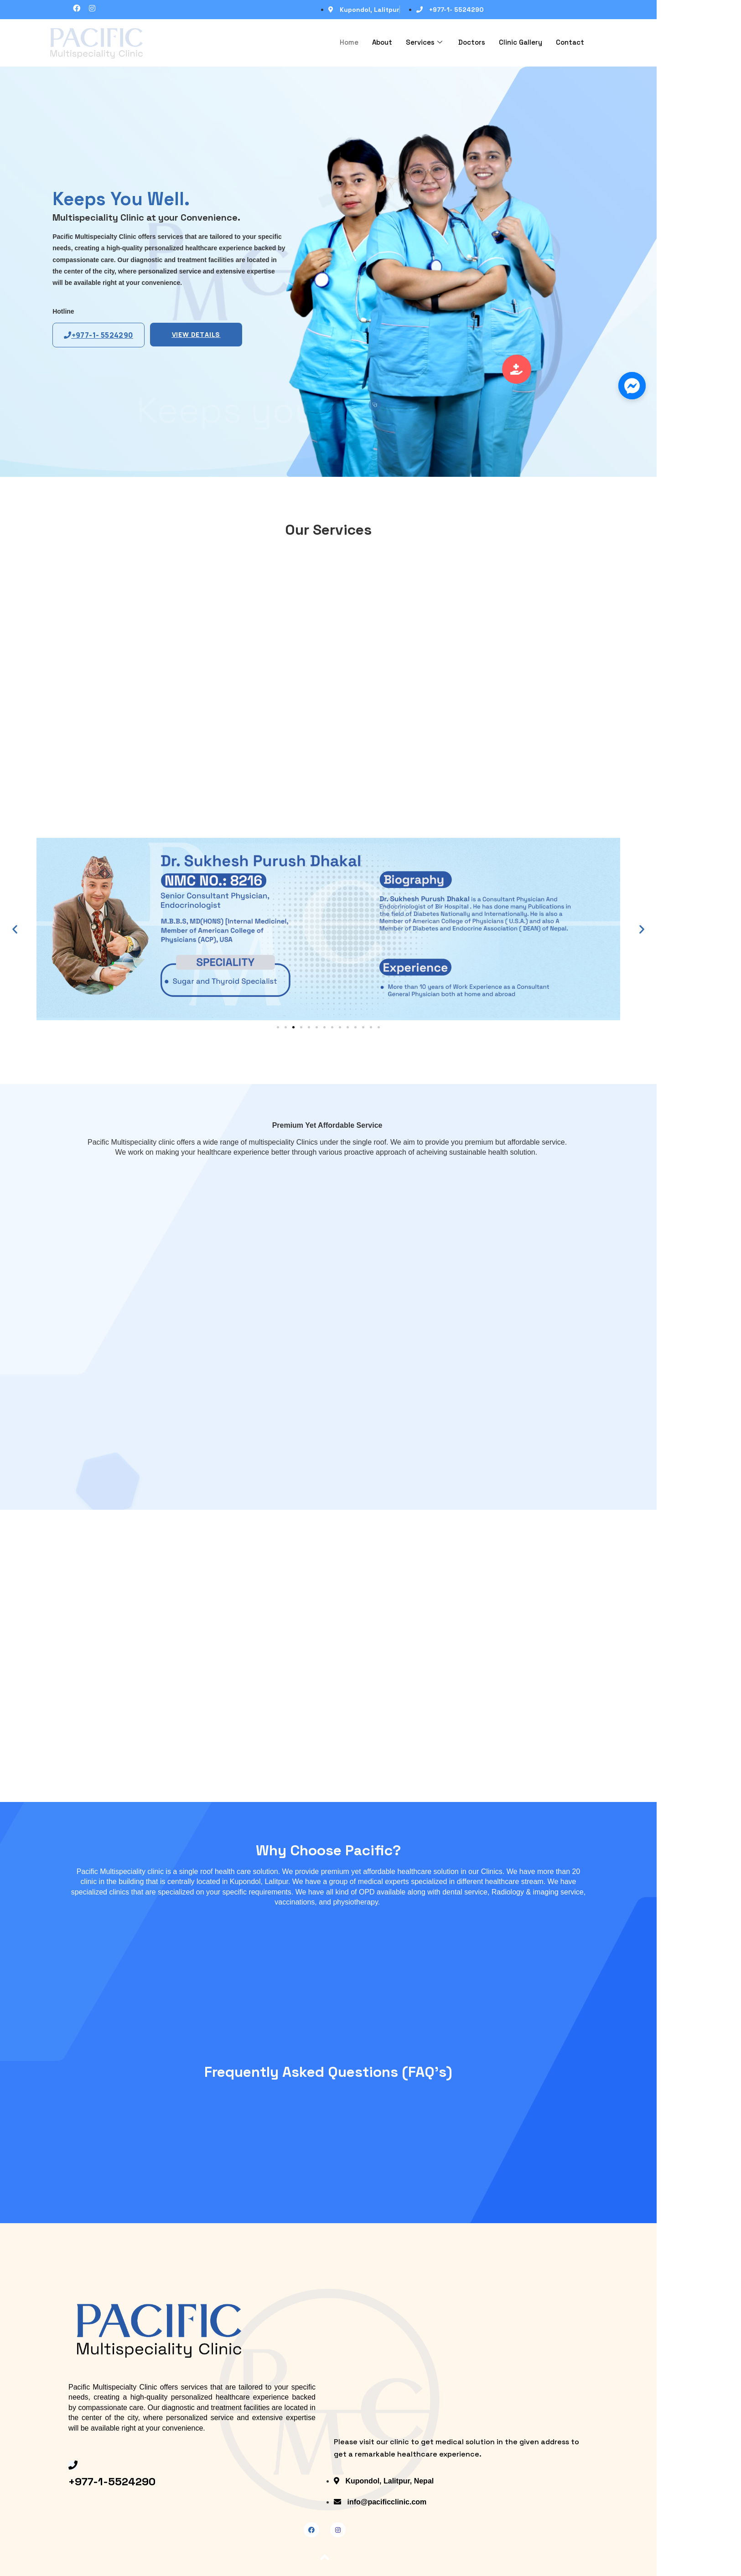 Kupondol, Lalitpur
+977-1- 5524290
PACIFIC
Multispeciality Clinic
Home
About
Services
Doctors
Clinic Gallery
Contact
Keeps You Well.
Multispeciality Clinic at your Convenience.
Pacific Multispecialty Clinic offers services that are tailored to your specific
needs, creating a high-quality personalized healthcare experience backed by
compassionate care. Our diagnostic and treatment facilities are located in
the center of the city, where personalized service and extensive expertise
will be available right at your convenience.
Hotline
+977-1- 5524290
VIEW DETAILS
PMC
Keeps you
Our Services
Dr. Sukhesh Purush Dhakal
NMC NO.: 8216
Senior Consultant Physician,
Endocrinologist
M.B.B.S, MD(HONS) [Internal Medicinel,
Member of American College of
Physicians (ACP), USA
SPECIALITY
Sugar and Thyroid Specialist
Biography
Dr. Sukhesh Purush Dhakal is a Consultant Physician And
Endocrinologist of Bir Hospital . He has done many Publications in
the field of Diabetes Nationally and Internationally. He is also a
Member of American College of Physicians ( U.S.A.) and also A
Member of Diabetes and Endocrine Association ( DEAN) of Nepal.
Experience
More than 10 years of Work Experience as a Consultant
General Physician both at home and abroad
Premium Yet Affordable Service
Pacific Multispeciality clinic offers a wide range of multispeciality Clinics under the single roof. We aim to provide you premium but affordable service.
We work on making your healthcare experience better through various proactive approach of acheiving sustainable health solution.
Why Choose Pacific?
Pacific Multispeciality clinic is a single roof health care solution. We provide premium yet affordable healthcare solution in our Clinics. We have more than 20
clinic in the building that is centrally located in Kupondol, Lalitpur. We have a group of medical experts specialized in different healthcare stream. We have
specialized clinics that are specialized on your specific requirements. We have all kind of OPD available along with dental service, Radiology & imaging service,
vaccinations, and physiotherapy.
Frequently Asked Questions (FAQ's)
PACIFIC
Multispeciality Clinic
PMC
Pacific Multispecialty Clinic offers services that are tailored to your specific
needs, creating a high-quality personalized healthcare experience backed
by compassionate care. Our diagnostic and treatment facilities are located in
the center of the city, where personalized service and extensive expertise
will be available right at your convenience.
+977-1-5524290
Please visit our clinic to get medical solution in the given address to
get a remarkable healthcare experience.
Kupondol, Lalitpur, Nepal
info@pacificclinic.com